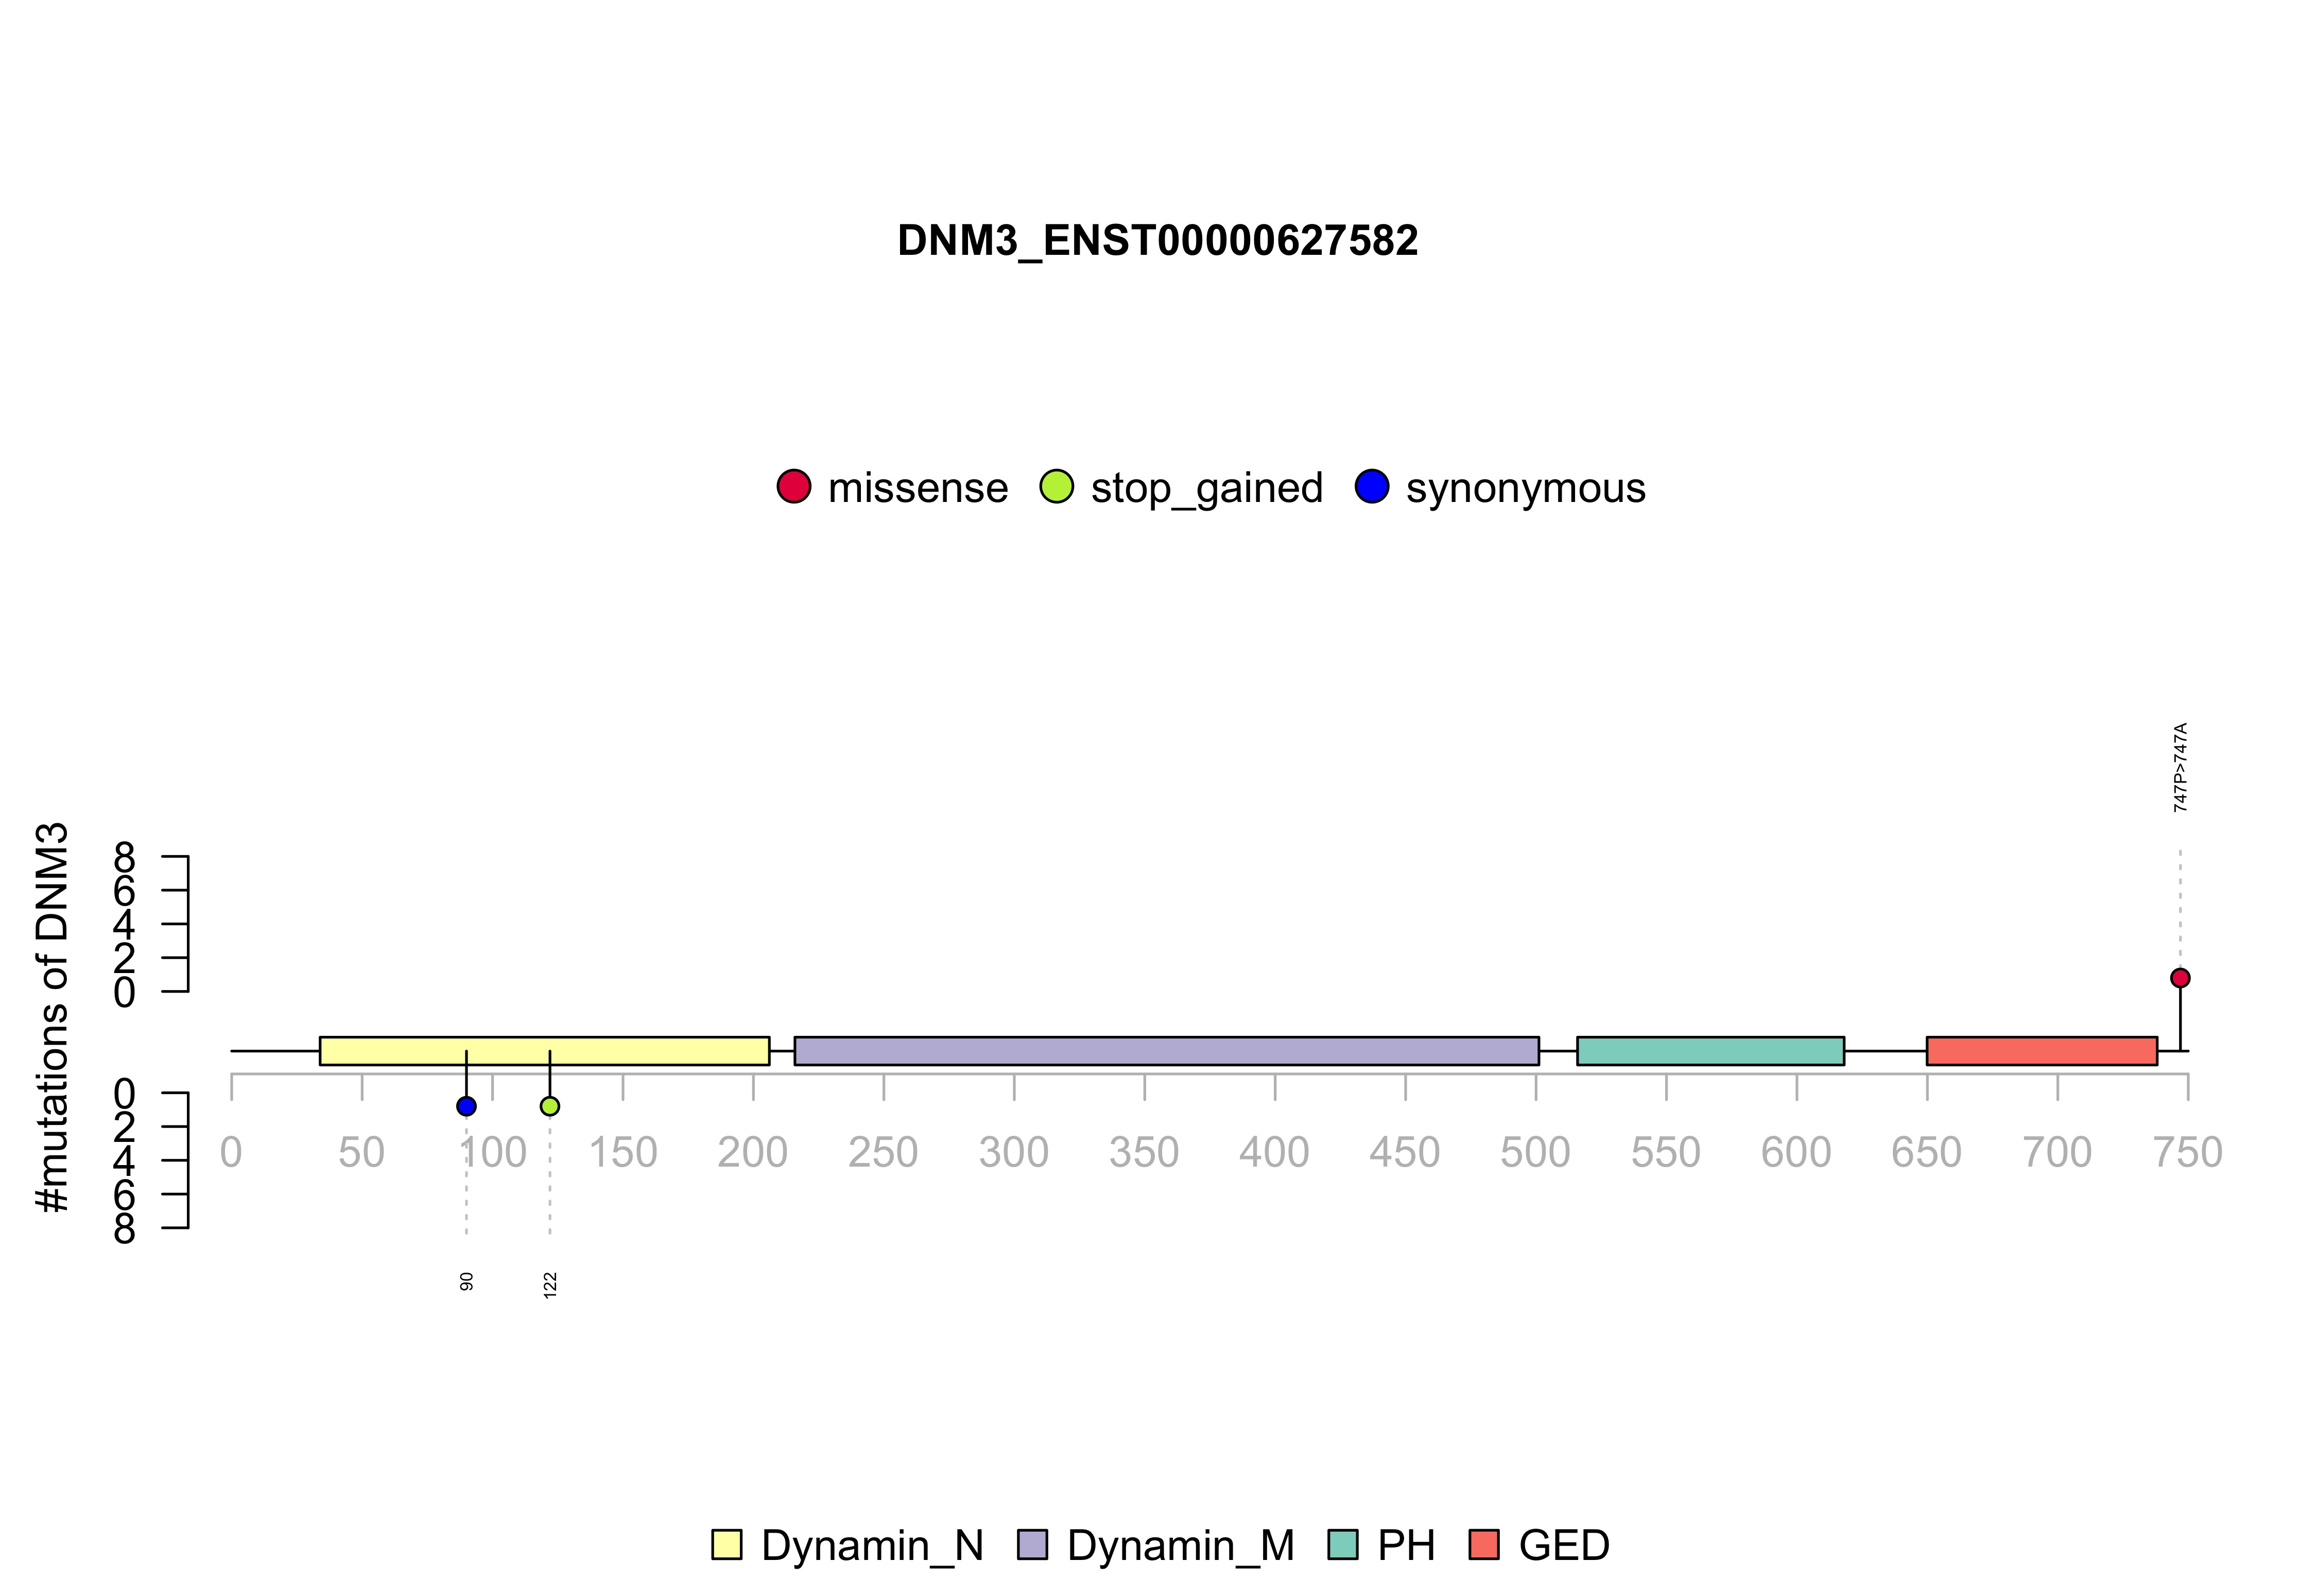 DNM3_ENST00000627582
missense stop_gained synonymous
747P>747A
#mutations of DNM3
8
6
4
2
0
0
2
4
6
8
0 50 100 150 200 250 300 350 400 450 500 550 600 650 700 750
90 122
Dynamin_N Dynamin_M PH GED